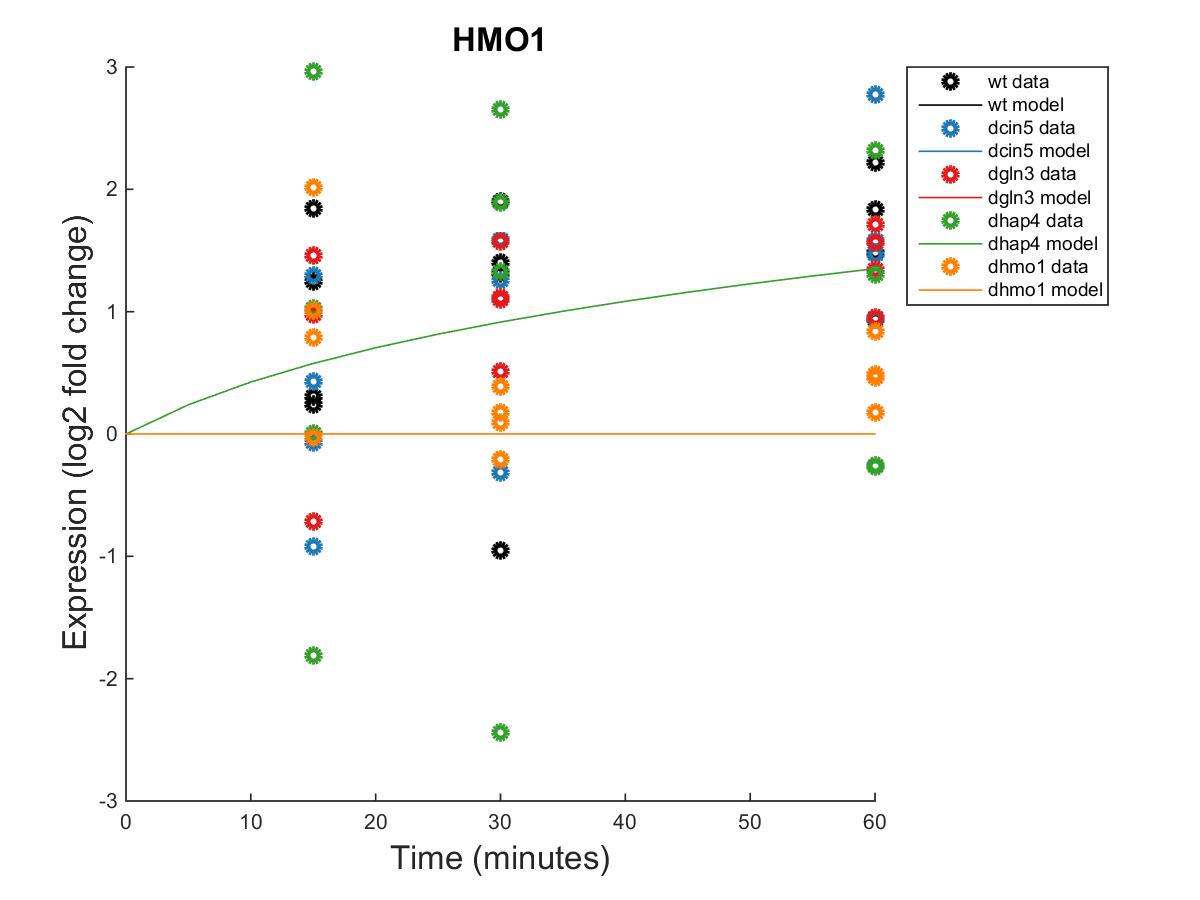 HMO1
Expression (log2 fold change)
3
2
1
0
-1
-2
-3
0 10 20 30 40 50 60
Time (minutes)
wt data
wt model
dcin5 data
dcin5 model
dgln3 data
dgln3 model
dhap4 data
dhap4 model
dhmo1 data
dhmo1 model